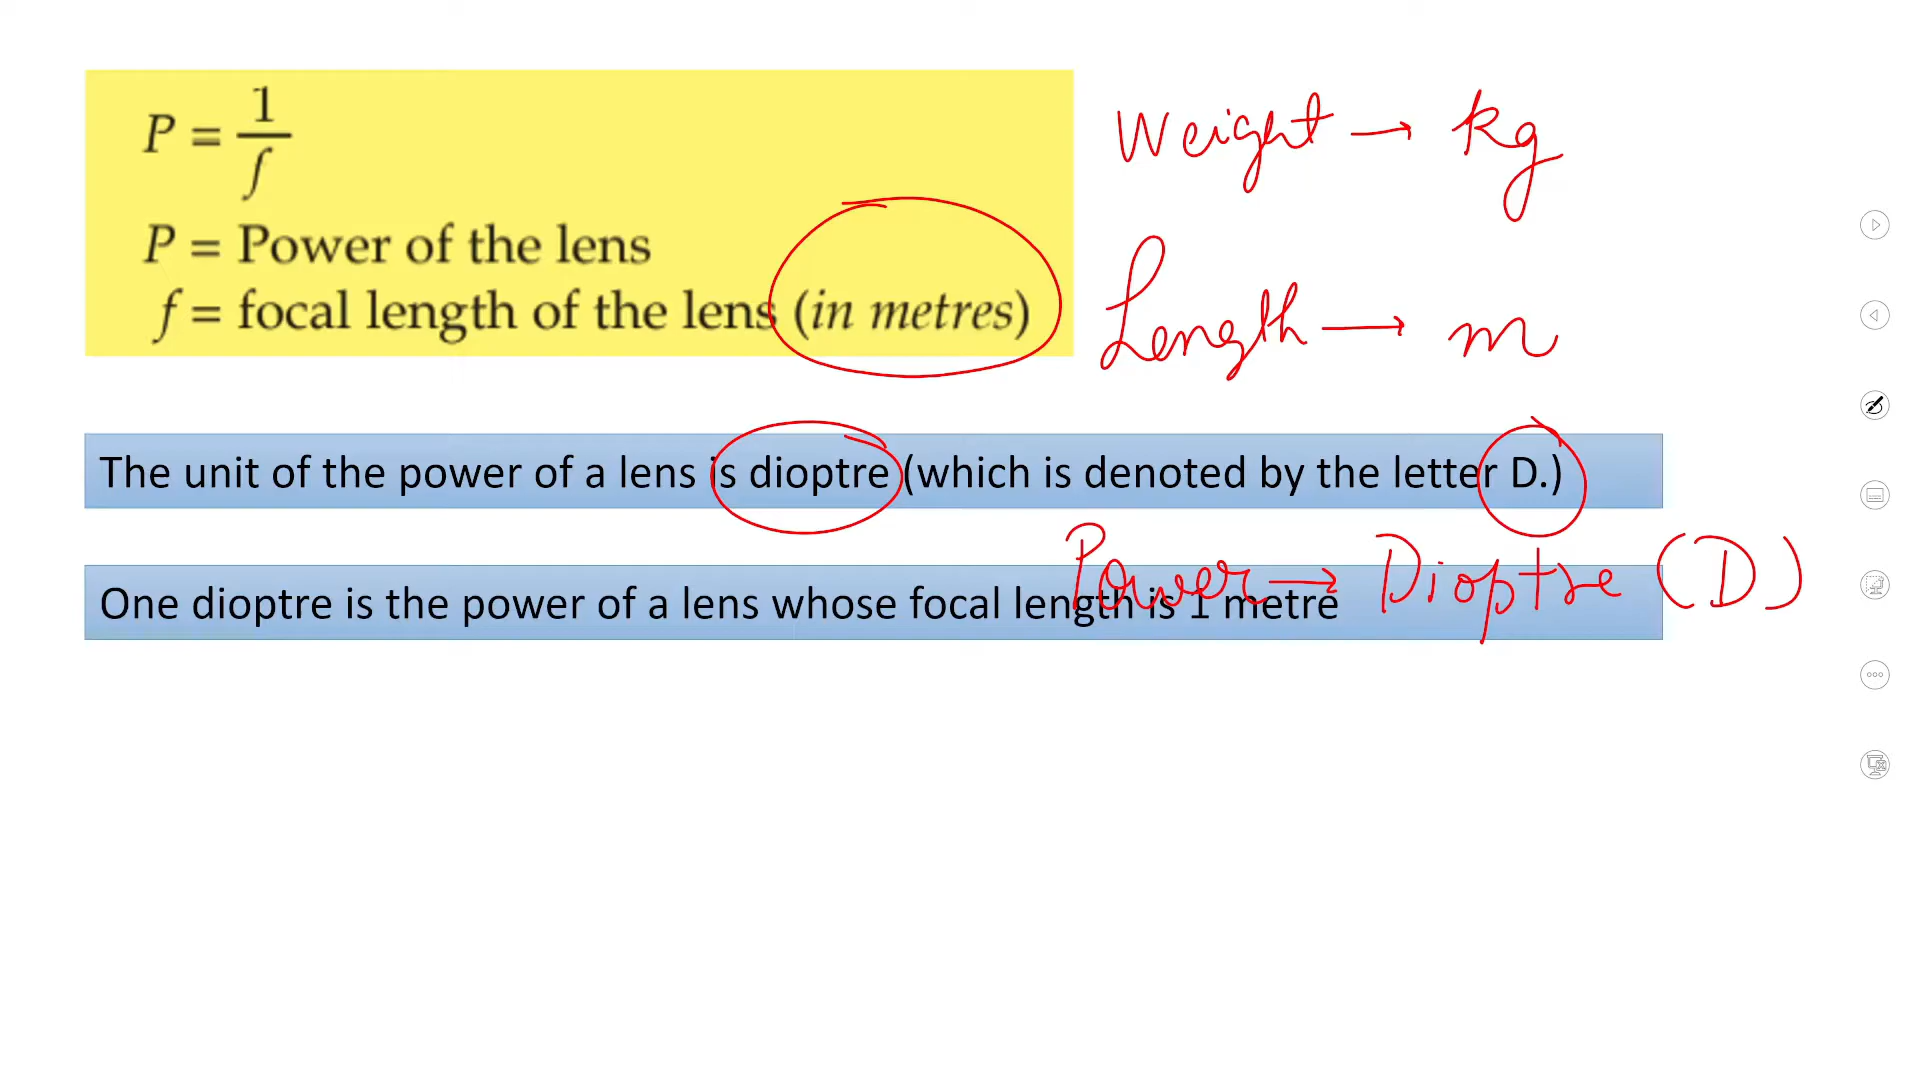 P = 1/f
P = Power of the lens
f = focal length of the lens (in metres)
Weight → kg
Length → m
The unit of the power of a lens is dioptre (which is denoted by the letter D.)
Power → Dioptre (D)
One dioptre is the power of a lens whose focal length is 1 metre